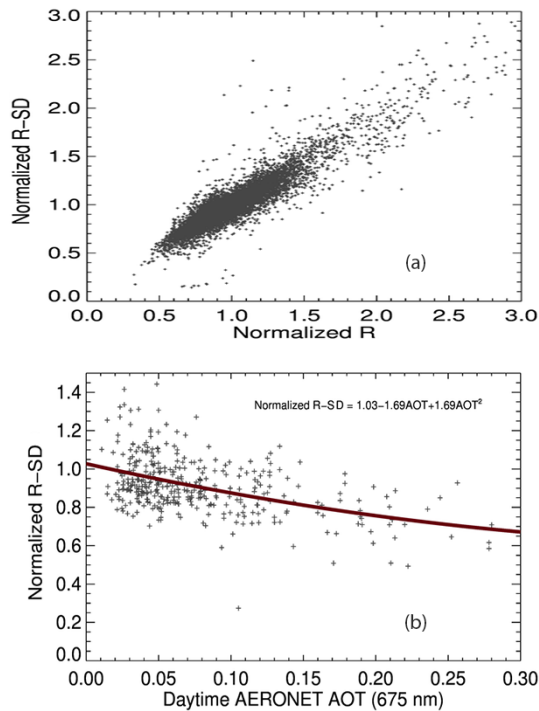 3.0
2.5
2.0
1.5
1.0
0.5
0.0
Normalized R-SD
(a)
0.0 0.5 1.0 1.5 2.0 2.5 3.0
Normalized R
1.4
1.2
1.0
0.8
0.6
0.4
0.2
0.0
Normalized R-SD
Normalized R-SD = 1.03-1.69AOT+1.69AOT²
(b)
0.00 0.05 0.10 0.15 0.20 0.25 0.30
Daytime AERONET AOT (675 nm)